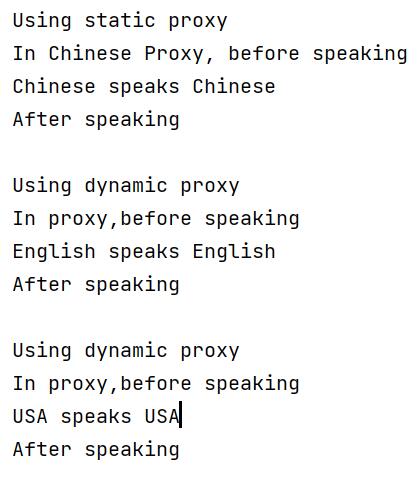 Using static proxy
In Chinese Proxy, before speaking
Chinese speaks Chinese
After speaking

Using dynamic proxy
In proxy,before speaking
English speaks English
After speaking

Using dynamic proxy
In proxy,before speaking
USA speaks USA
After speaking